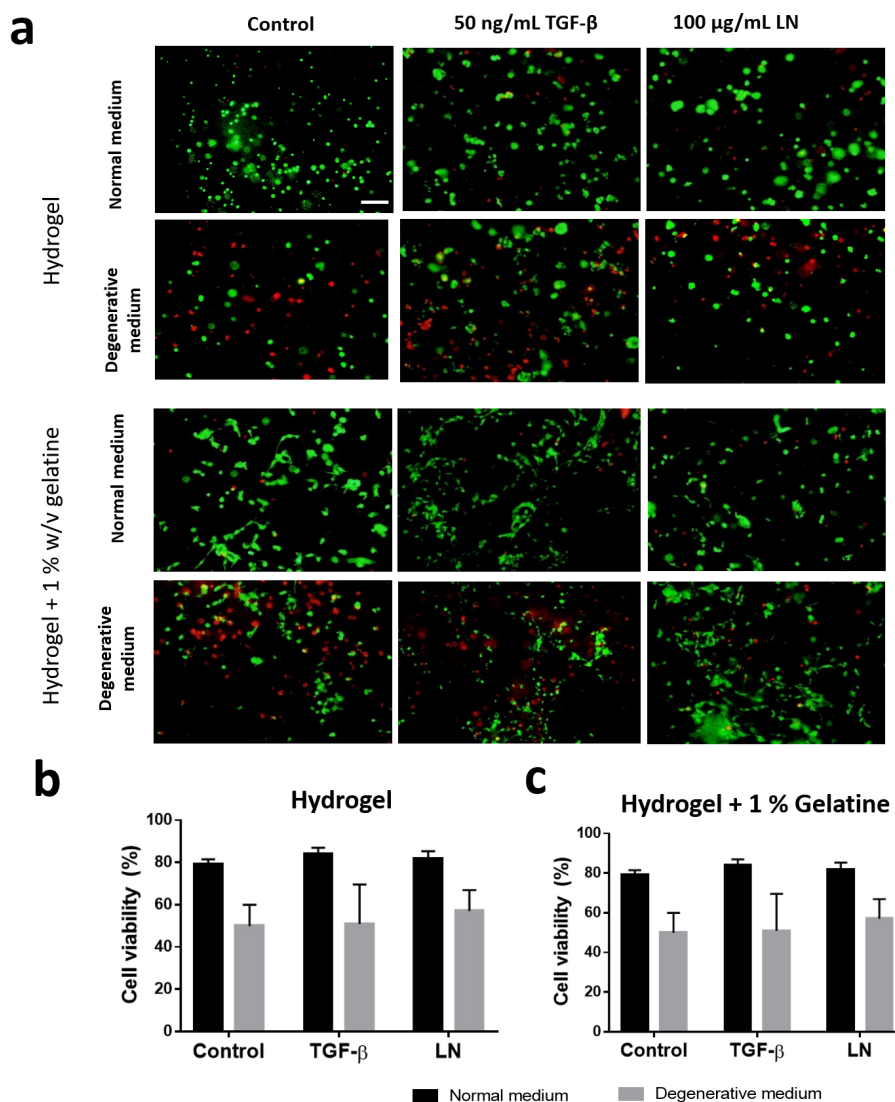 a
Control
50 ng/mL TGF-β
100 µg/mL LN
Hydrogel
Normal medium
Degenerative
medium
Hydrogel + 1 % w/v gelatine
Normal medium
Degenerative
medium
b
Hydrogel
Cell viability (%)
100
80
60
40
20
0
Control
TGF-β
LN
c
Hydrogel + 1 % Gelatine
Cell viability (%)
100
80
60
40
20
0
Control
TGF-β
LN
Normal medium
Degenerative medium